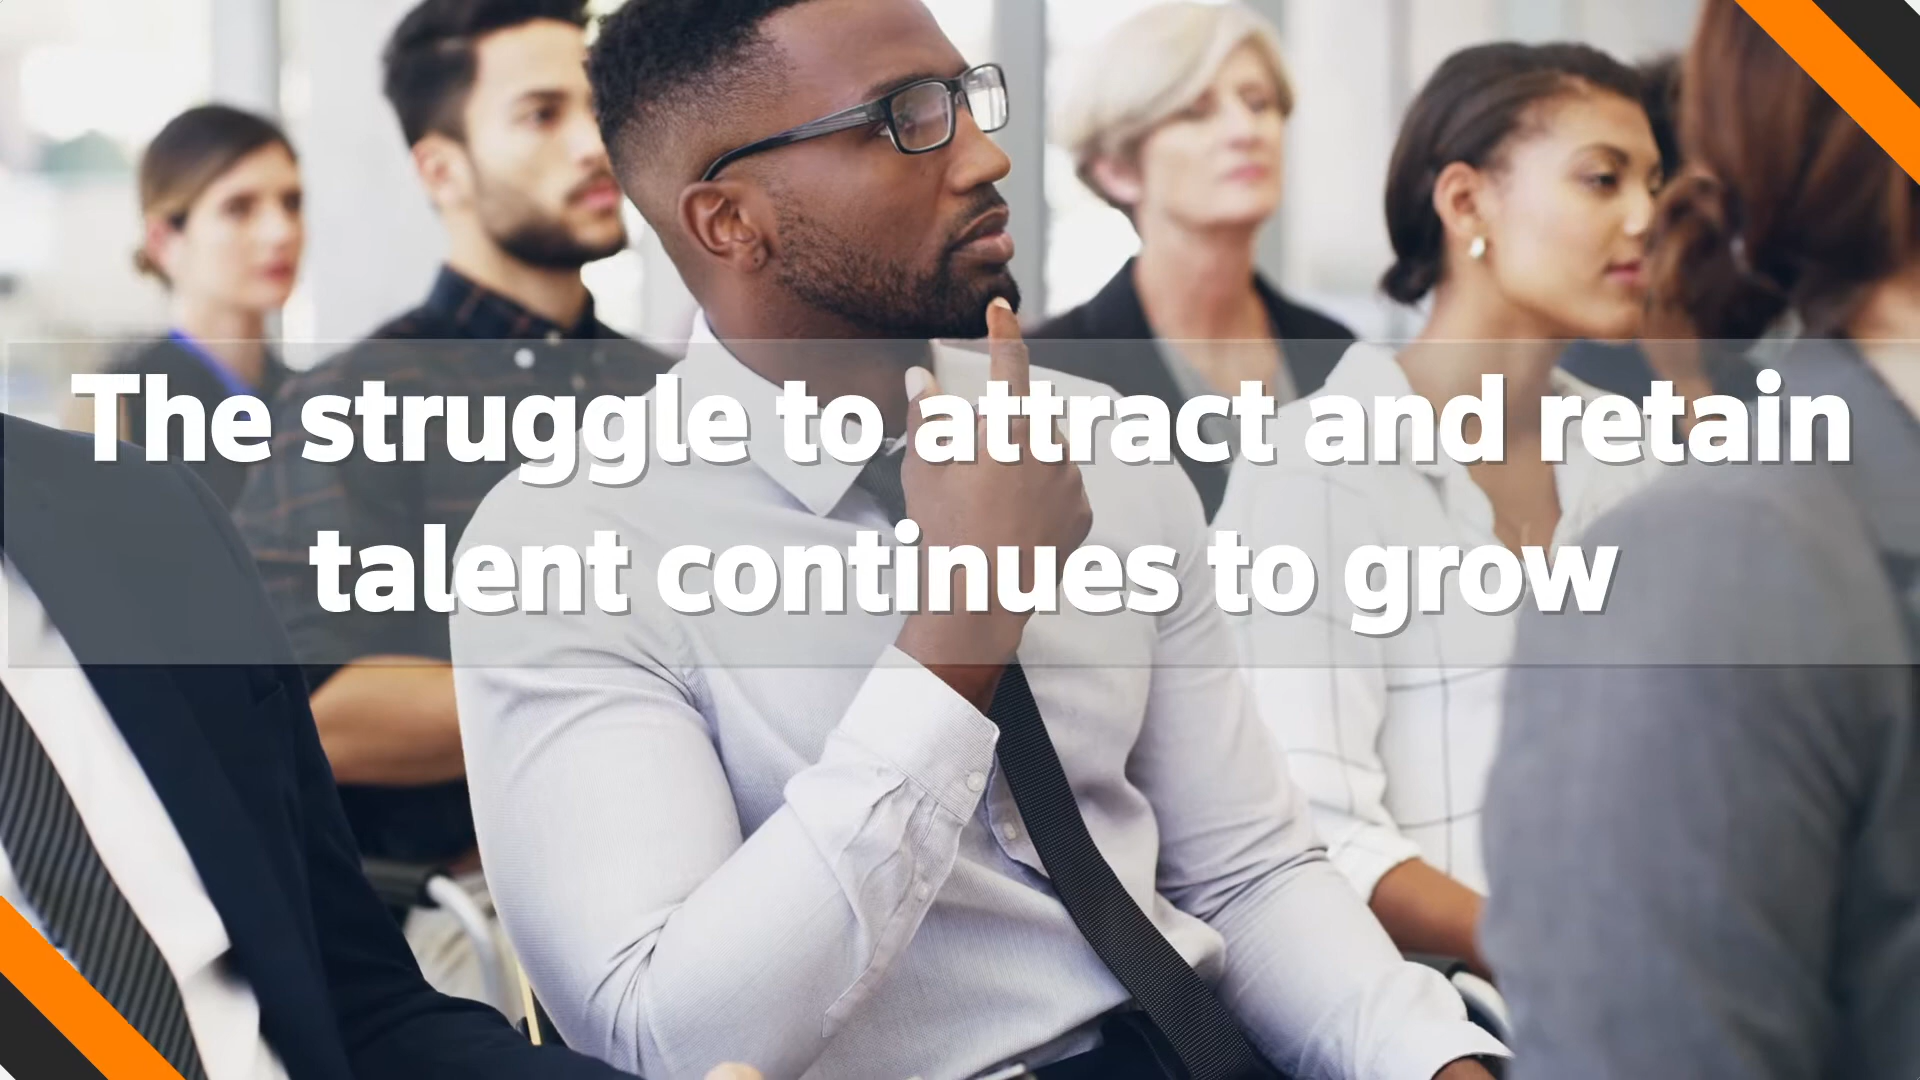 The struggle to attract and retain
talent continues to grow